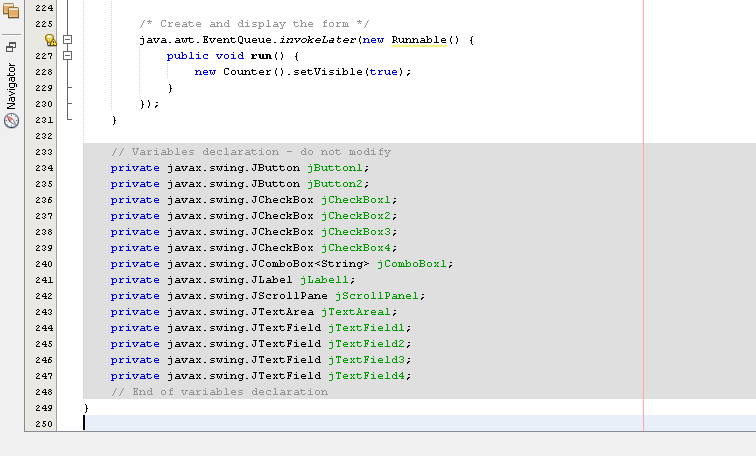 224
225 /* Create and display the form */
java.awt.EventQueue.invokeLater(new Runnable() {
227 public void run() {
228 new Counter().setVisible(true);
229 }
230 });
231 }
232
233 // Variables declaration - do not modify
234 private javax.swing.JButton jButton1;
235 private javax.swing.JButton jButton2;
236 private javax.swing.JCheckBox jCheckBox1;
237 private javax.swing.JCheckBox jCheckBox2;
238 private javax.swing.JCheckBox jCheckBox3;
239 private javax.swing.JCheckBox jCheckBox4;
240 private javax.swing.JComboBox<String> jComboBox1;
241 private javax.swing.JLabel jLabel1;
242 private javax.swing.JScrollPane jScrollPane1;
243 private javax.swing.JTextArea jTextArea1;
244 private javax.swing.JTextField jTextField1;
245 private javax.swing.JTextField jTextField2;
246 private javax.swing.JTextField jTextField3;
247 private javax.swing.JTextField jTextField4;
248 // End of variables declaration
249 }
250
Navigator